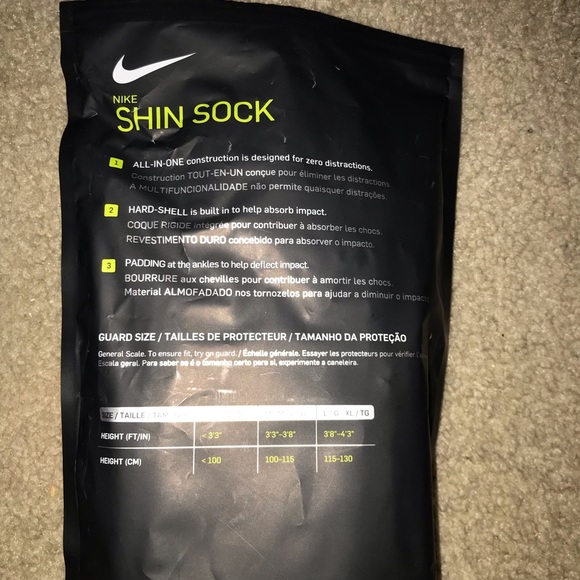 NIKE
SHIN SOCK
1 ALL-IN-ONE construction is designed for zero distractions.
Construction TOUT-EN-UN conçue pour éliminer les distractions.
A MULTIFUNCIONALIDADE não permite quaisquer distrações.
2 HARD-SHELL is built in to help absorb impact.
COQUE RIGIDE intégrée pour contribuer à absorber les chocs.
REVESTIMENTO DURO concebido para absorver o impacto.
3 PADDING at the ankles to help deflect impact.
BOURRURE aux chevilles pour contribuer à amortir les chocs.
Material ALMOFADADO nos tornozelos para ajudar a diminuir o impacto
GUARD SIZE / TAILLES DE PROTECTEUR / TAMANHO DA PROTEÇÃO
General Scale. To ensure fit, try on guard. / Échelle générale. Essayer les protecteurs pour vérifier
Escala geral. Para saber se é o tamanho certo para si, experimente a caneleira.
SIZE / TAILLE / XL / TG
HEIGHT (FT/IN) < 3'3" 3'3"-3'8" 3'8"-4'3"
HEIGHT (CM) < 100 100-115 115-130